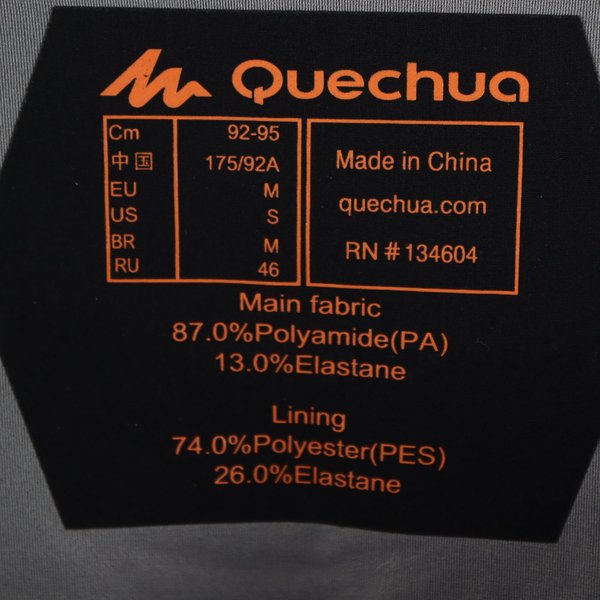 Quechua
Cm 92-95
中国 175/92A
EU M
US S
BR M
RU 46
Made in China
quechua.com
RN # 134604
Main fabric
87.0%Polyamide(PA)
13.0%Elastane
Lining
74.0%Polyester(PES)
26.0%Elastane